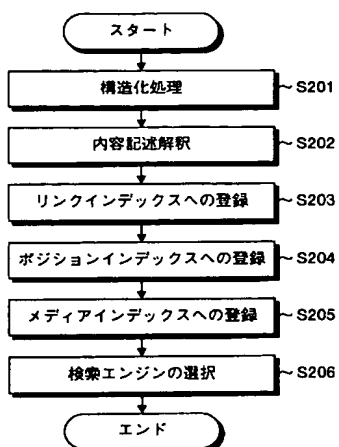 スタート
構造化処理 ~S201
内容記述解釈 ~S202
リンクインデックスへの登録 ~S203
ポジションインデックスへの登録 ~S204
メディアインデックスへの登録 ~S205
検索エンジンの選択 ~S206
エンド